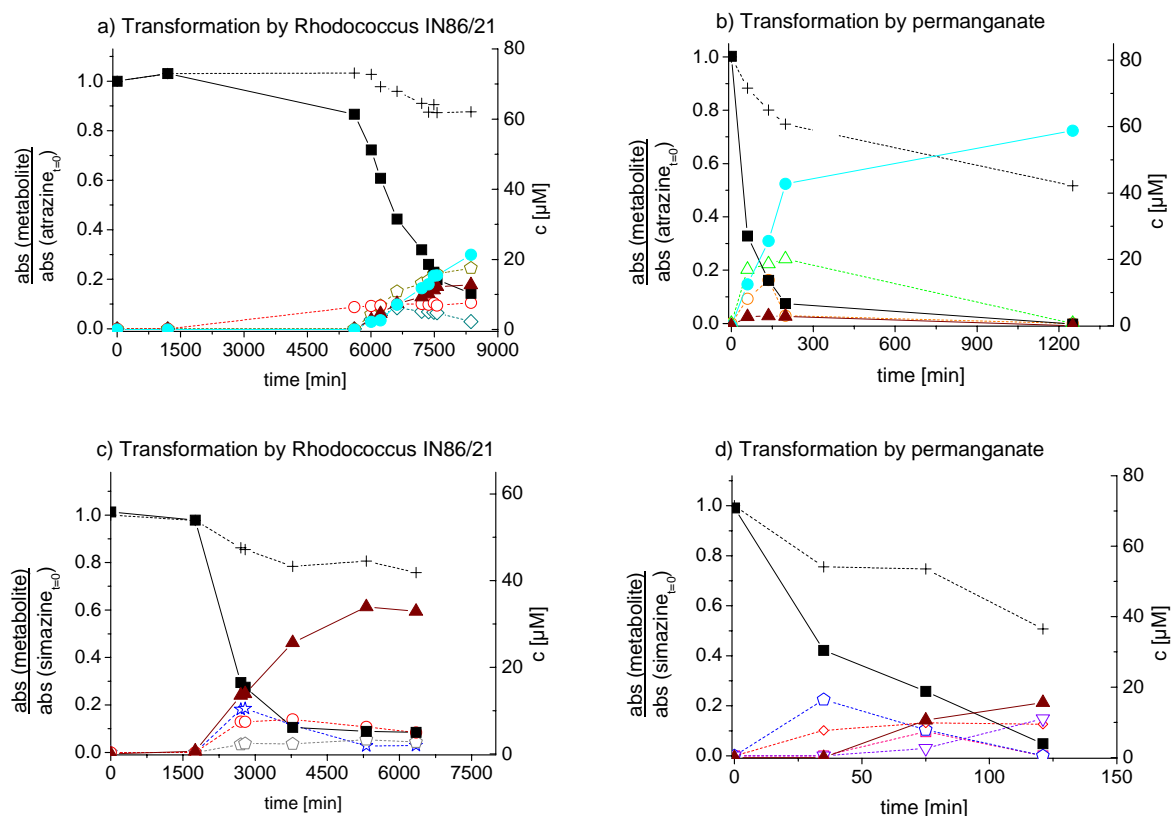 a) Transformation by Rhodococcus IN86/21
abs (metabolite)
abs (atrazine t=0)
1.0
0.8
0.6
0.4
0.2
0.0
80
60
40
20
0
c [µM]
0 1500 3000 4500 6000 7500 9000
time [min]
b) Transformation by permanganate
abs (metabolite)
abs (atrazine t=0)
1.0
0.8
0.6
0.4
0.2
0.0
80
60
40
20
0
c [µM]
0 300 600 900 1200
time [min]
c) Transformation by Rhodococcus IN86/21
abs (metabolite)
abs (simazine t=0)
1.0
0.8
0.6
0.4
0.2
0.0
60
40
20
0
c [µM]
0 1500 3000 4500 6000 7500
time [min]
d) Transformation by permanganate
abs (metabolite)
abs (simazine t=0)
1.0
0.8
0.6
0.4
0.2
0.0
80
60
40
20
0
c [µM]
0 50 100 150
time [min]